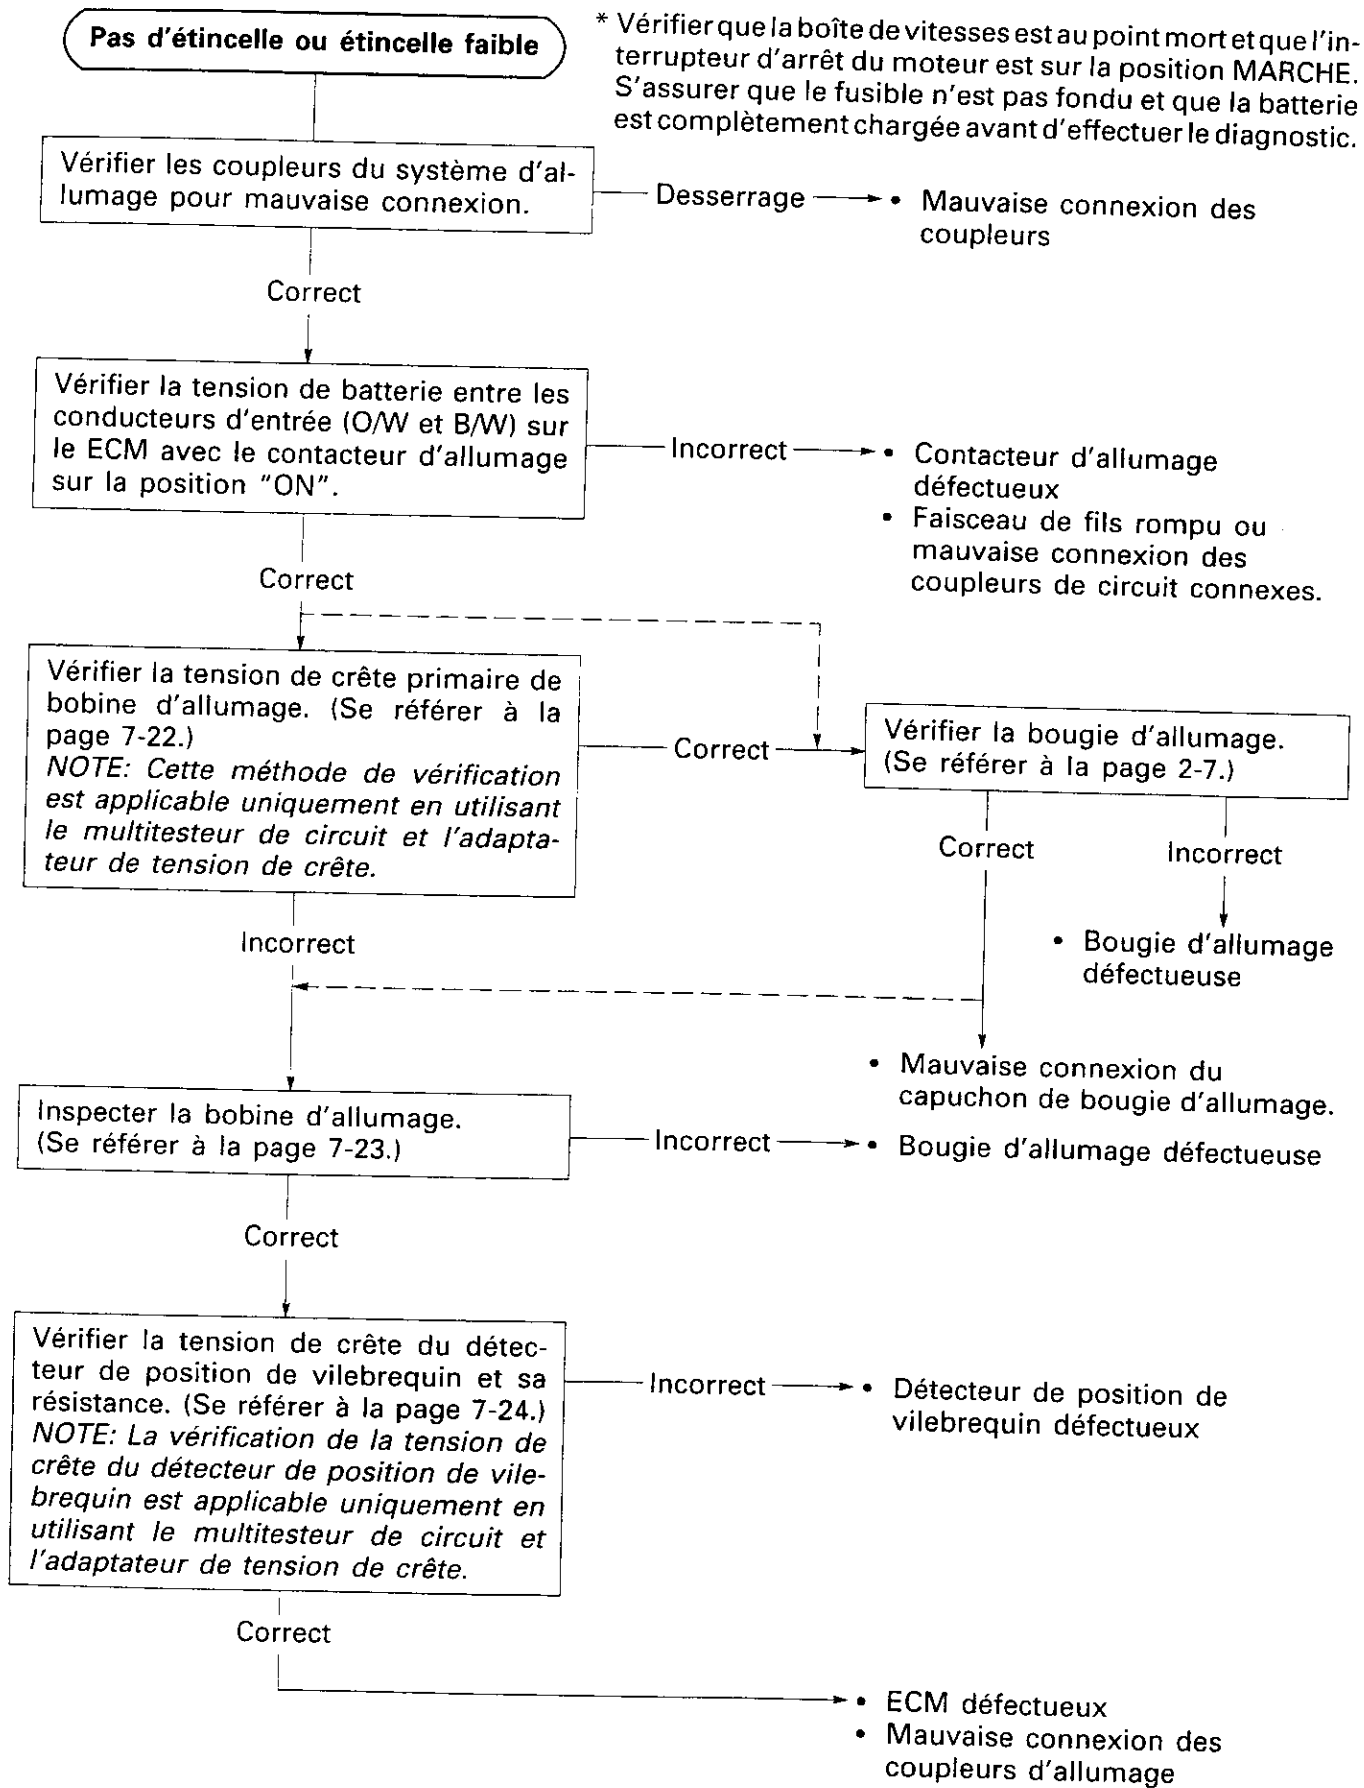 Pas d'étincelle ou étincelle faible
* Vérifier que la boîte de vitesses est au point mort et que l'in-
terrupteur d'arrêt du moteur est sur la position MARCHE.
S'assurer que le fusible n'est pas fondu et que la batterie
est complètement chargée avant d'effectuer le diagnostic.
Vérifier les coupleurs du système d'al-
lumage pour mauvaise connexion.
Desserrage
• Mauvaise connexion des
coupleurs
Correct
Vérifier la tension de batterie entre les
conducteurs d'entrée (O/W et B/W) sur
le ECM avec le contacteur d'allumage
sur la position "ON".
Incorrect
• Contacteur d'allumage
défectueux
• Faisceau de fils rompu ou
mauvaise connexion des
coupleurs de circuit connexes.
Correct
Vérifier la tension de crête primaire de
bobine d'allumage. (Se référer à la
page 7-22.)
NOTE: Cette méthode de vérification
est applicable uniquement en utilisant
le multitesteur de circuit et l'adapta-
teur de tension de crête.
Correct
Vérifier la bougie d'allumage.
(Se référer à la page 2-7.)
Correct
Incorrect
• Bougie d'allumage
défectueuse
Incorrect
• Mauvaise connexion du
capuchon de bougie d'allumage.
Inspecter la bobine d'allumage.
(Se référer à la page 7-23.)
Incorrect
• Bougie d'allumage défectueuse
Correct
Vérifier la tension de crête du détec-
teur de position de vilebrequin et sa
résistance. (Se référer à la page 7-24.)
NOTE: La vérification de la tension de
crête du détecteur de position de vile-
brequin est applicable uniquement en
utilisant le multitesteur de circuit et
l'adaptateur de tension de crête.
Incorrect
• Détecteur de position de
vilebrequin défectueux
Correct
• ECM défectueux
• Mauvaise connexion des
coupleurs d'allumage